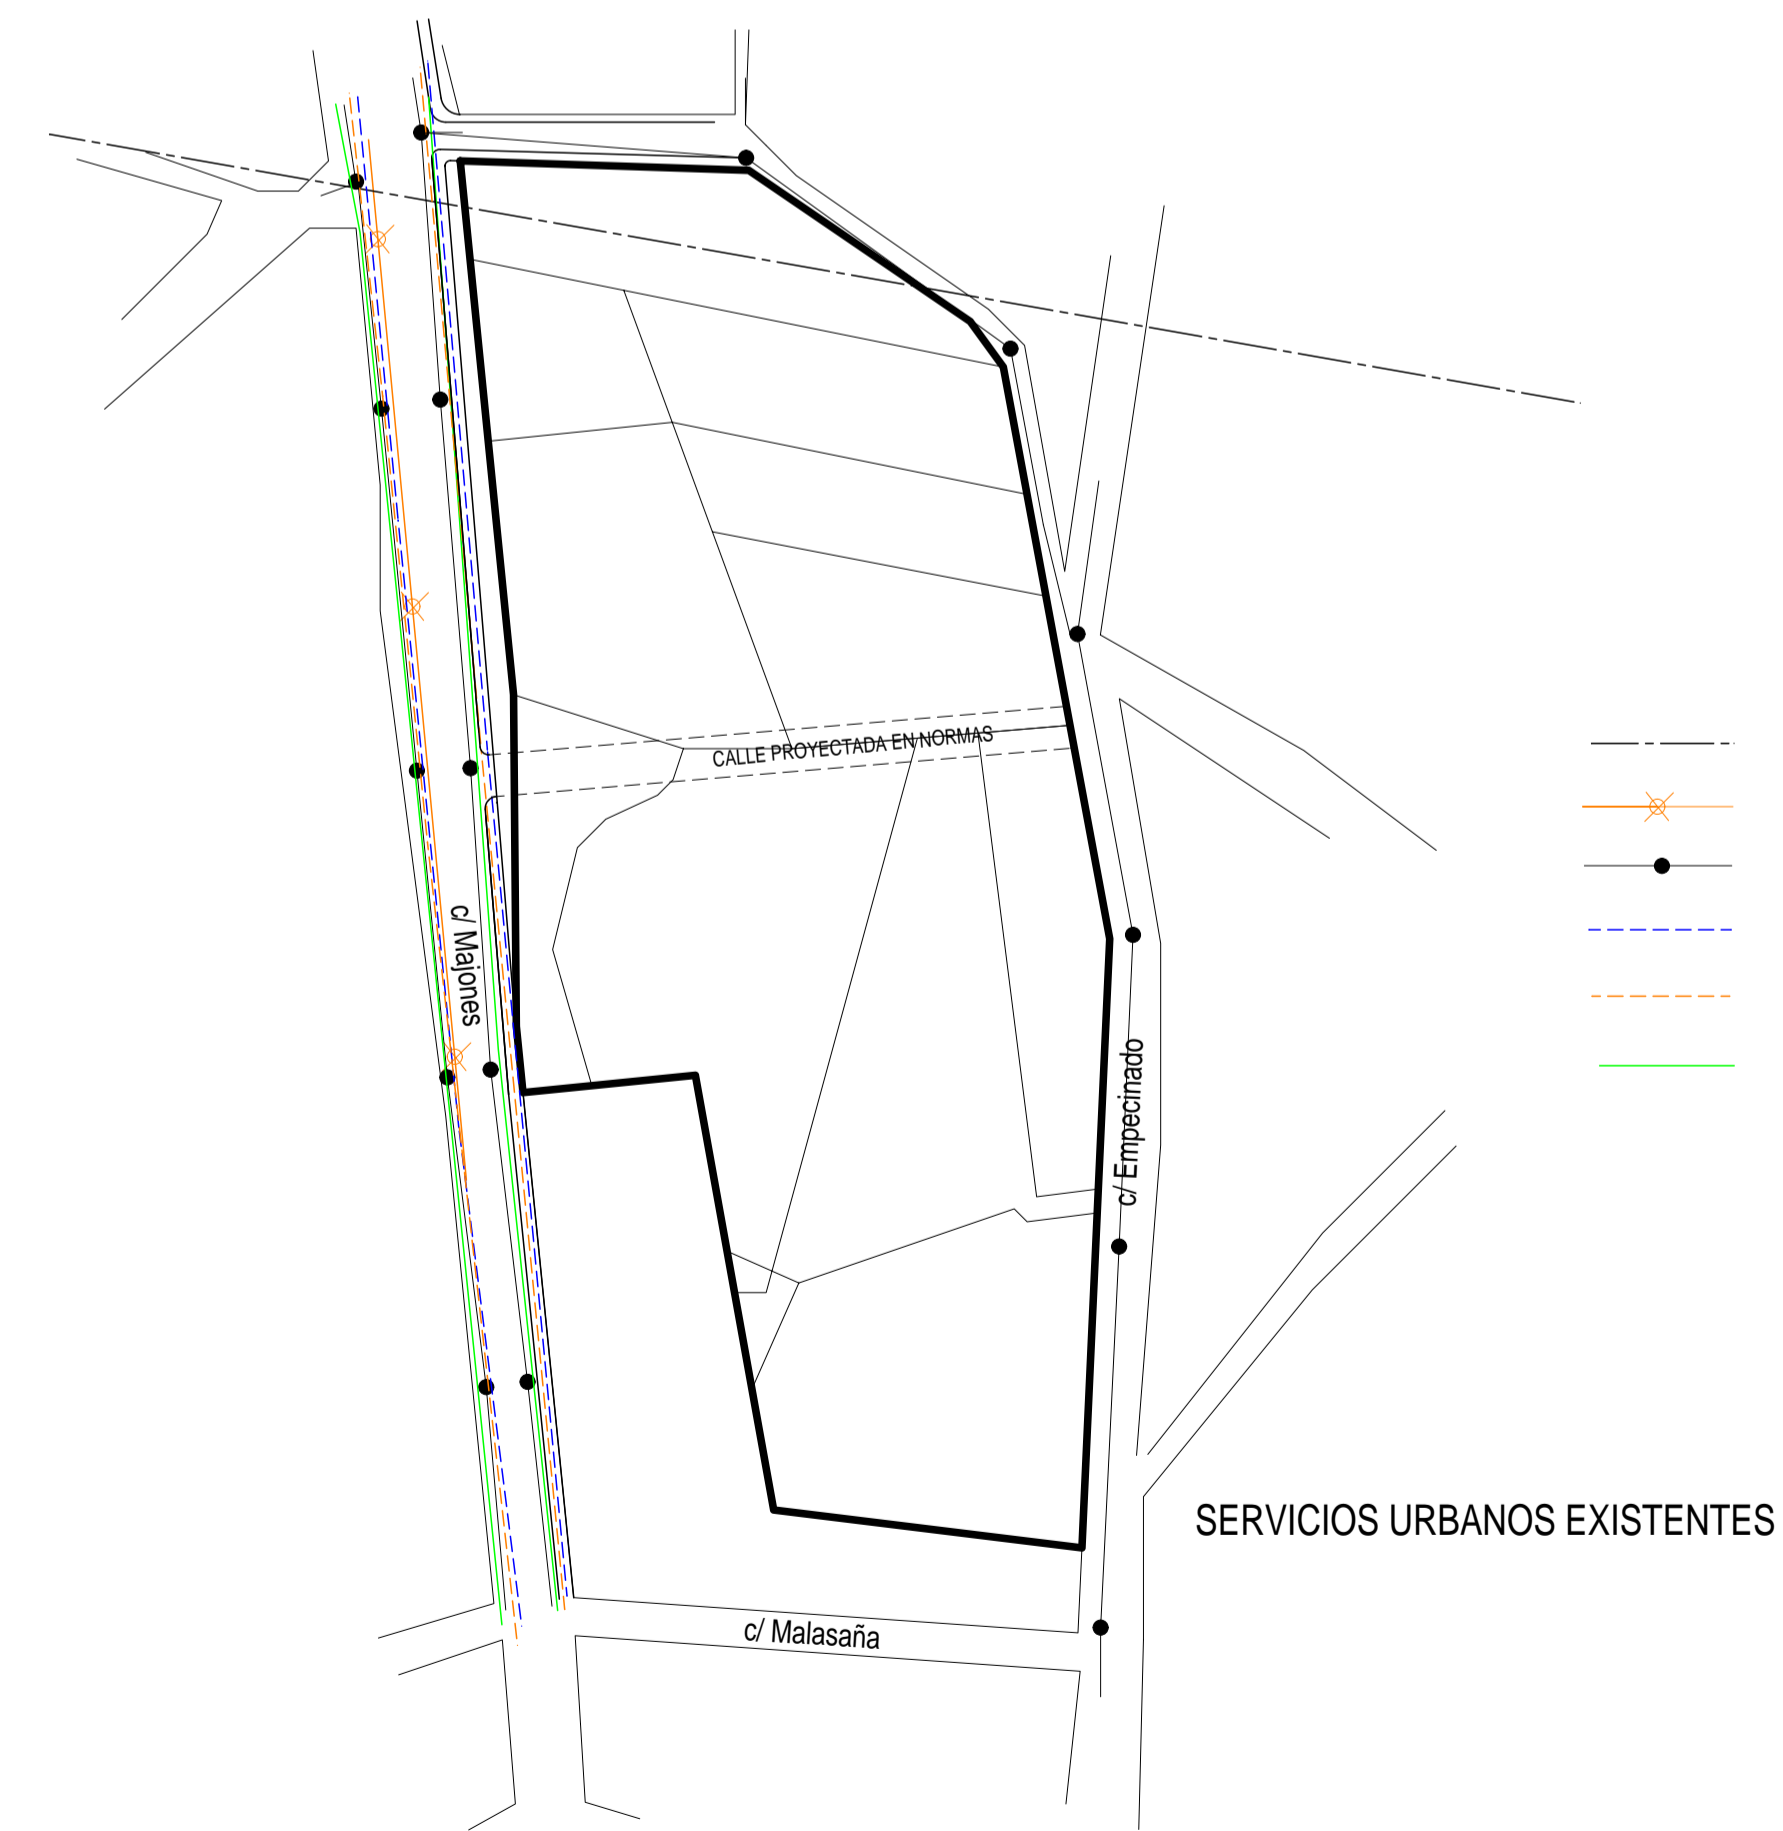 CALLE PROYECTADA EN NORMAS
c/ Majones
c/ Empecinado
SERVICIOS URBANOS EXISTENTES
c/ Malasaña